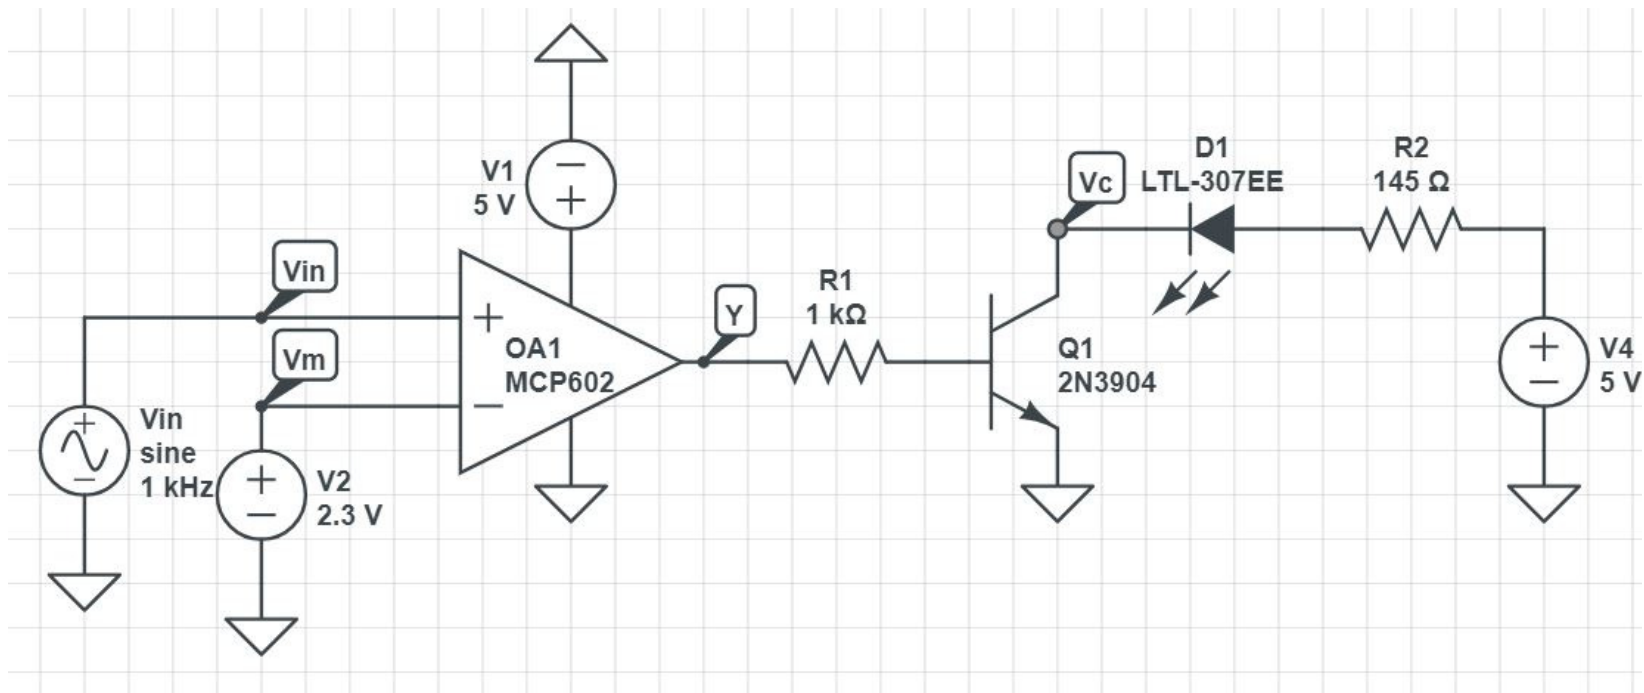 V1
5 V
Vin
Vm
Vin
sine
1 kHz
V2
2.3 V
+
−
OA1
MCP602
Y
R1
1 kΩ
Vc
Q1
2N3904
D1
LTL-307EE
R2
145 Ω
V4
5 V